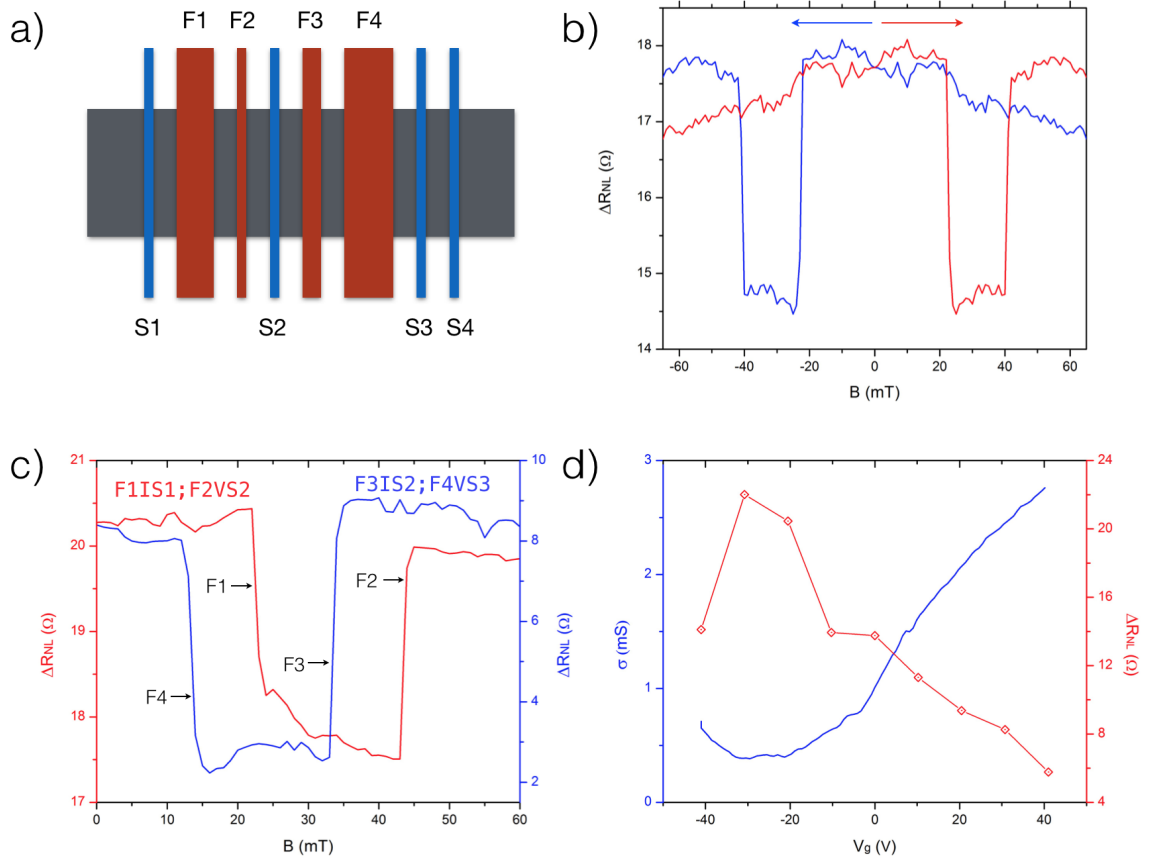 a)
F1 F2 F3 F4
S1 S2 S3 S4
b)
18
17
16
15
14
ΔRNL (Ω)
-60 -40 -20 0 20 40 60
B (mT)
c)
21
20
19
18
17
ΔRNL (Ω)
F1IS1;F2VS2
F3IS2;F4VS3
F1
F2
F3
F4
10
8
6
4
2
ΔRNL (Ω)
0 20 40 60
B (mT)
d)
3
2
1
0
σ (mS)
24
20
16
12
8
4
ΔRNL (Ω)
-40 -20 0 20 40
Vg (V)